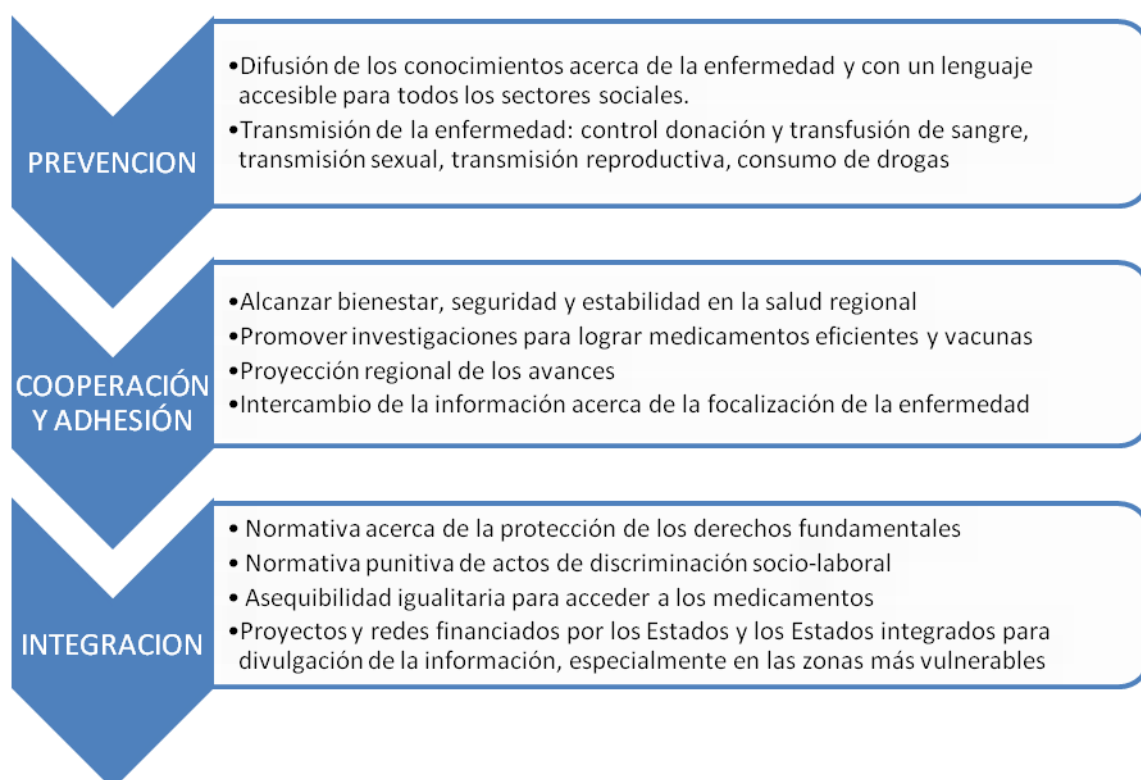 PREVENCION
•Difusión de los conocimientos acerca de la enfermedad y con un lenguaje
accesible para todos los sectores sociales.
•Transmisión de la enfermedad: control donación y transfusión de sangre,
transmisión sexual, transmisión reproductiva, consumo de drogas
COOPERACIÓN
Y ADHESIÓN
•Alcanzar bienestar, seguridad y estabilidad en la salud regional
•Promover investigaciones para lograr medicamentos eficientes y vacunas
•Proyección regional de los avances
•Intercambio de la información acerca de la focalización de la enfermedad
INTEGRACION
• Normativa acerca de la protección de los derechos fundamentales
• Normativa punitiva de actos de discriminación socio-laboral
• Asequibilidad igualitaria para acceder a los medicamentos
•Proyectos y redes financiados por los Estados y los Estados integrados para
divulgación de la información, especialmente en las zonas más vulnerables